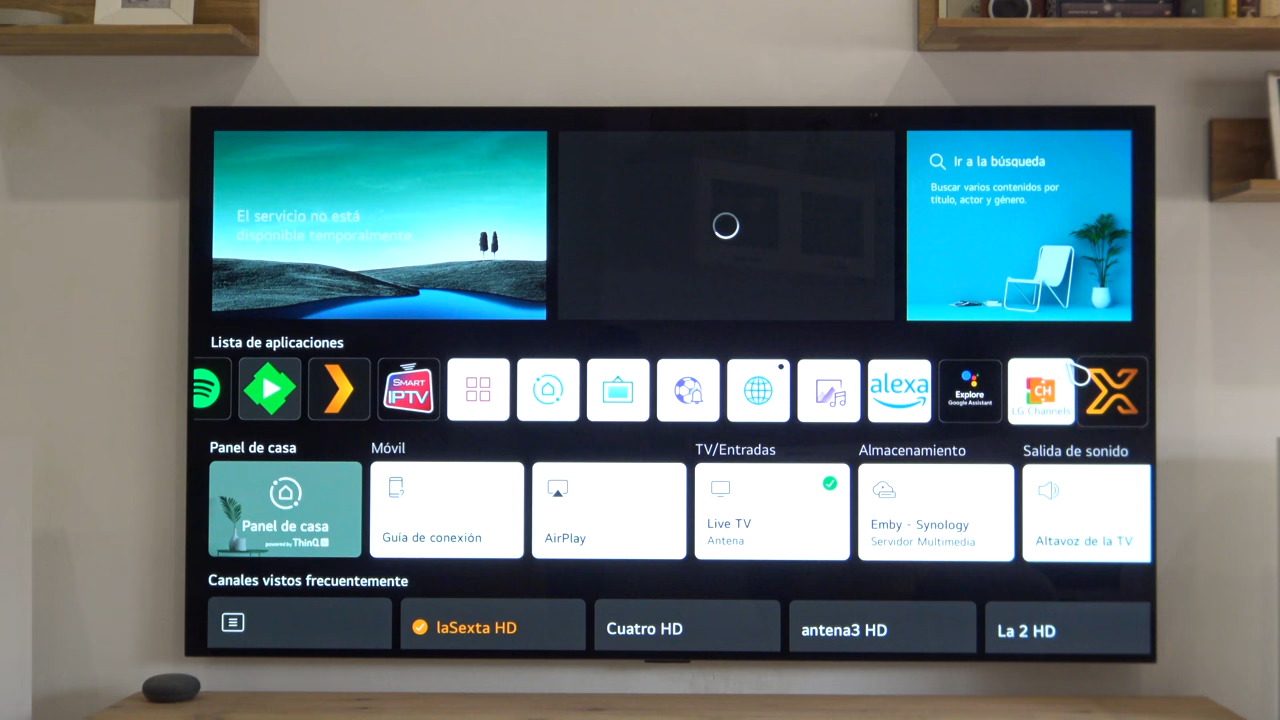 El servicio no está
disponible temporalmente
Ir a la búsqueda
Buscar varios contenidos por
título, actor y género.
Lista de aplicaciones
SMART
IPTV
alexa
Explore
Google Assistant
CH
LG Channels
Panel de casa
Móvil
TV/Entradas
Almacenamiento
Salida de sonido
Panel de casa
powered by ThinQ
Guía de conexión
AirPlay
Live TV
Antena
Emby - Synology
Servidor Multimedia
Altavoz de la TV
Canales vistos frecuentemente
laSexta HD
Cuatro HD
antena3 HD
La 2 HD